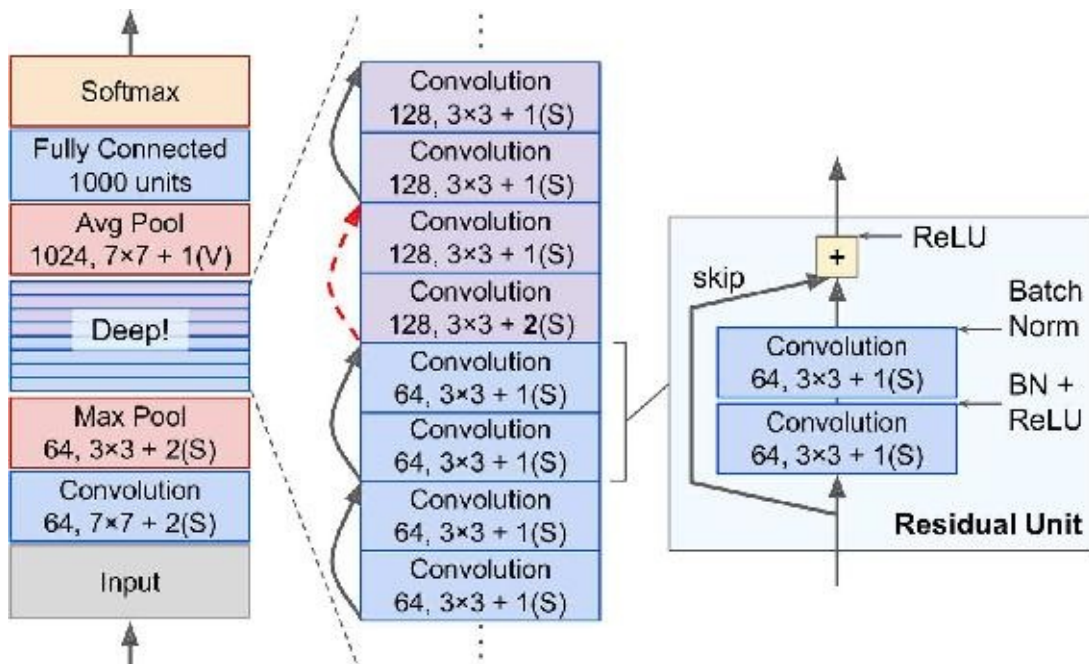 Softmax
Fully Connected
1000 units
Avg Pool
1024, 7×7 + 1(V)
Deep!
Max Pool
64, 3×3 + 2(S)
Convolution
64, 7×7 + 2(S)
Input
Convolution
128, 3×3 + 1(S)
Convolution
128, 3×3 + 1(S)
Convolution
128, 3×3 + 1(S)
Convolution
128, 3×3 + 2(S)
Convolution
64, 3×3 + 1(S)
Convolution
64, 3×3 + 1(S)
Convolution
64, 3×3 + 1(S)
Convolution
64, 3×3 + 1(S)
+
ReLU
skip
Batch
Norm
Convolution
64, 3×3 + 1(S)
BN +
ReLU
Convolution
64, 3×3 + 1(S)
Residual Unit